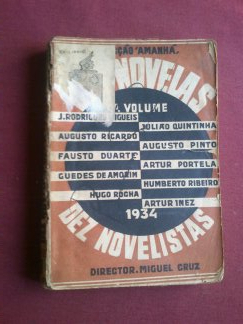 COLECÇÃO "AMANHÃ"
NOVELAS
VOLUME
J. RODRIGUES MIGUEIS
JULIÃO QUINTINHA
AUGUSTO RICARDO
AUGUSTO PINTO
FAUSTO DUARTE
ARTUR PORTELA
GUEDES DE AMORIM
HUMBERTO RIBEIRO
HUGO ROCHA
ARTUR INEZ
1934
DEZ NOVELISTAS
DIRECTOR: MIGUEL CRUZ